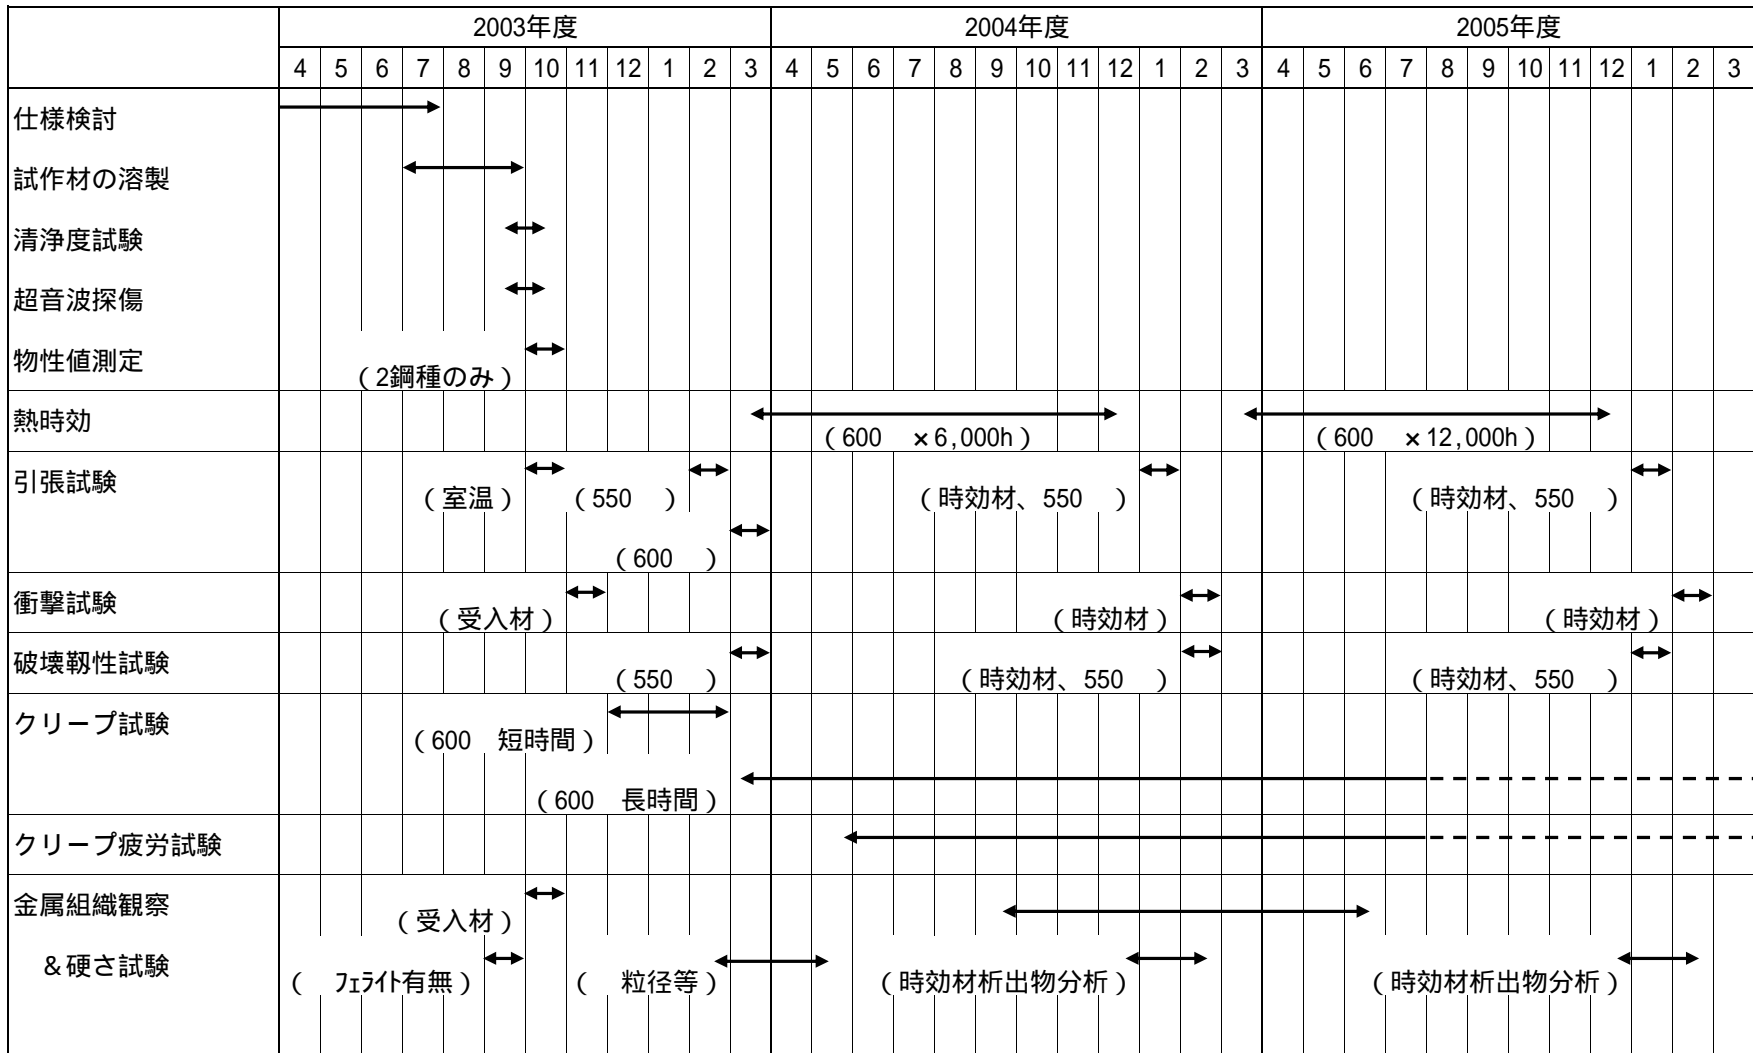 2003年度 2004年度 2005年度
4 5 6 7 8 9 10 11 12 1 2 3 4 5 6 7 8 9 10 11 12 1 2 3 4 5 6 7 8 9 10 11 12 1 2 3
仕様検討
試作材の溶製
清浄度試験
超音波探傷
物性値測定
(2鋼種のみ)
熱時効
(600 ×6,000h) (600 ×12,000h)
引張試験
(室温) (550 ) (時効材、550 ) (時効材、550 )
(600 )
衝撃試験
(受入材) (時効材) (時効材)
破壊靱性試験
(550 ) (時効材、550 ) (時効材、550 )
クリープ試験
(600 短時間)
(600 長時間)
クリープ疲労試験
金属組織観察
(受入材)
&硬さ試験
( フェライト有無) ( 粒径等) (時効材析出物分析) (時効材析出物分析)